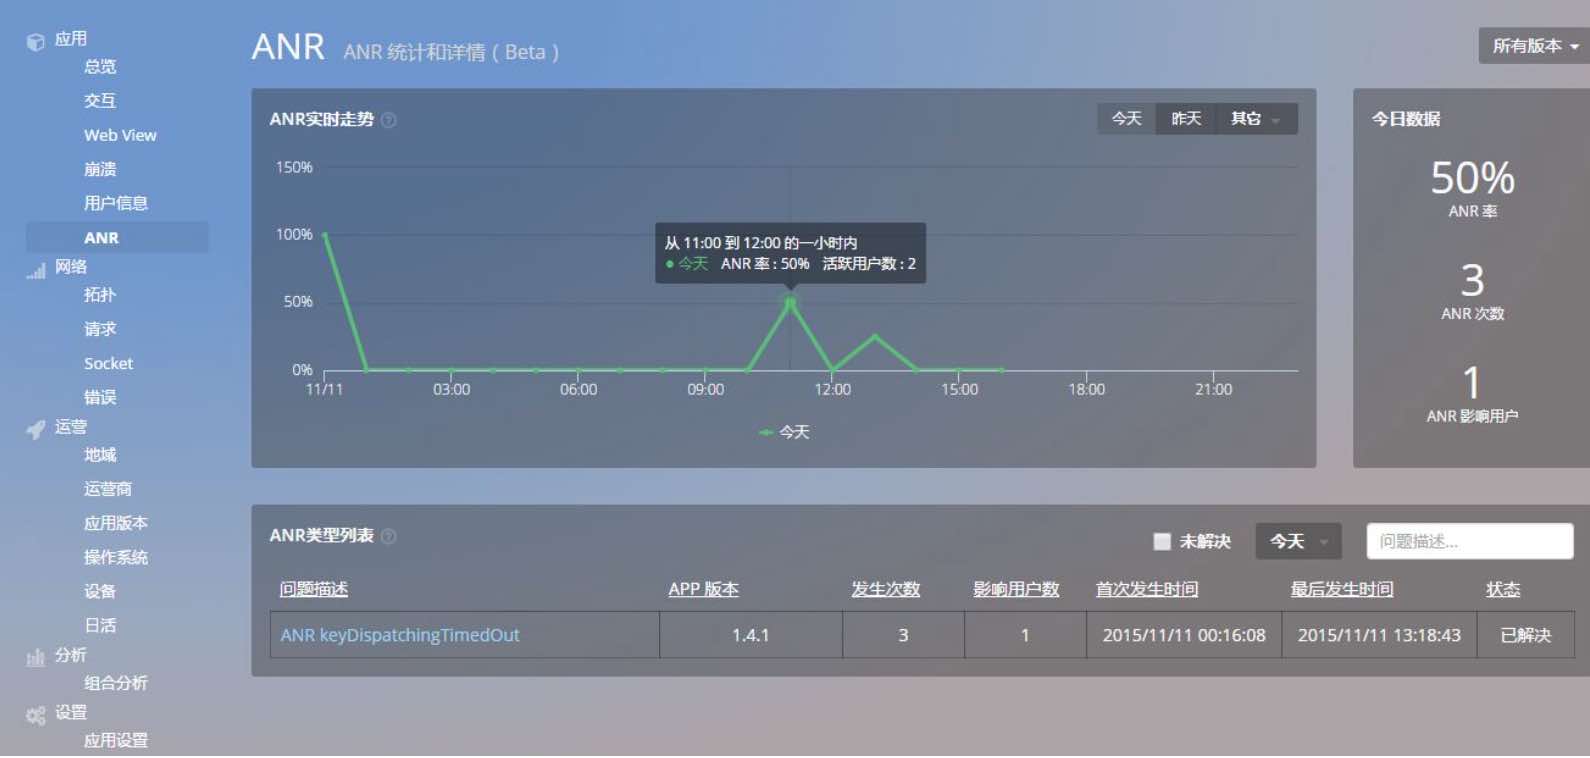 应用
总览
交互
Web View
崩溃
用户信息
ANR
网络
拓扑
请求
Socket
错误
运营
地域
运营商
应用版本
操作系统
设备
日活
分析
组合分析
设置
应用设置
ANR ANR 统计和详情 ( Beta )
所有版本
ANR实时走势 ?
今天 昨天 其它
150%
100%
50%
0%
从 11:00 到 12:00 的一小时内
今天 ANR 率 : 50% 活跃用户数 : 2
11/11 03:00 06:00 09:00 12:00 15:00 18:00 21:00
今天
今日数据
50%
ANR 率
3
ANR 次数
1
ANR 影响用户
ANR类型列表 ?
未解决 今天 问题描述...
问题描述 APP 版本 发生次数 影响用户数 首次发生时间 最后发生时间 状态
ANR keyDispatchingTimedOut 1.4.1 3 1 2015/11/11 00:16:08 2015/11/11 13:18:43 已解决